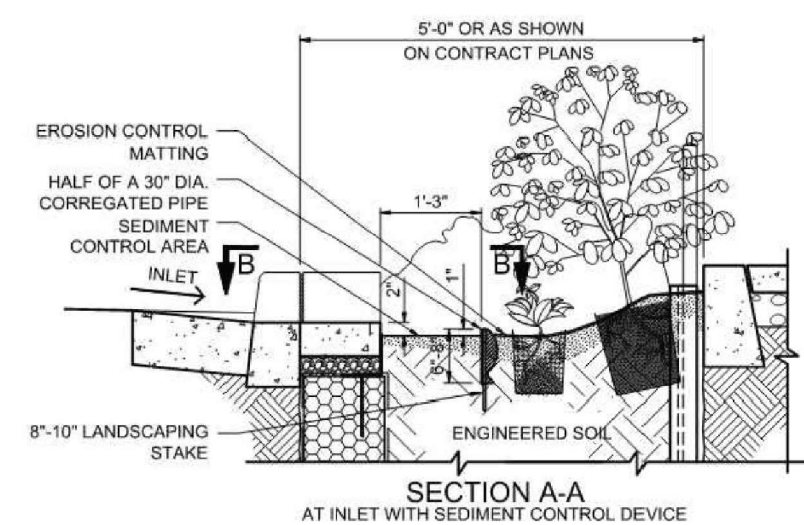 5'-0" OR AS SHOWN
ON CONTRACT PLANS
EROSION CONTROL
MATTING
HALF OF A 30" DIA.
CORREGATED PIPE
SEDIMENT
CONTROL AREA
1'-3"
INLET
B
B
2"
1"
6"-8"
8"-10" LANDSCAPING
STAKE
ENGINEERED SOIL
SECTION A-A
AT INLET WITH SEDIMENT CONTROL DEVICE